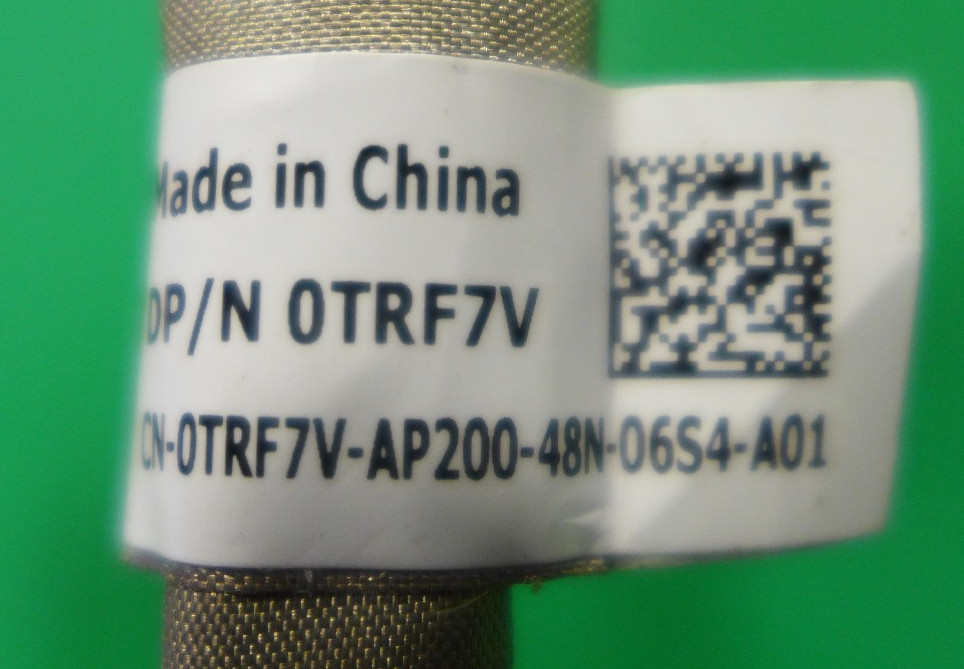 Made in China
DP/N 0TRF7V
CN-0TRF7V-AP200-48N-06S4-A01